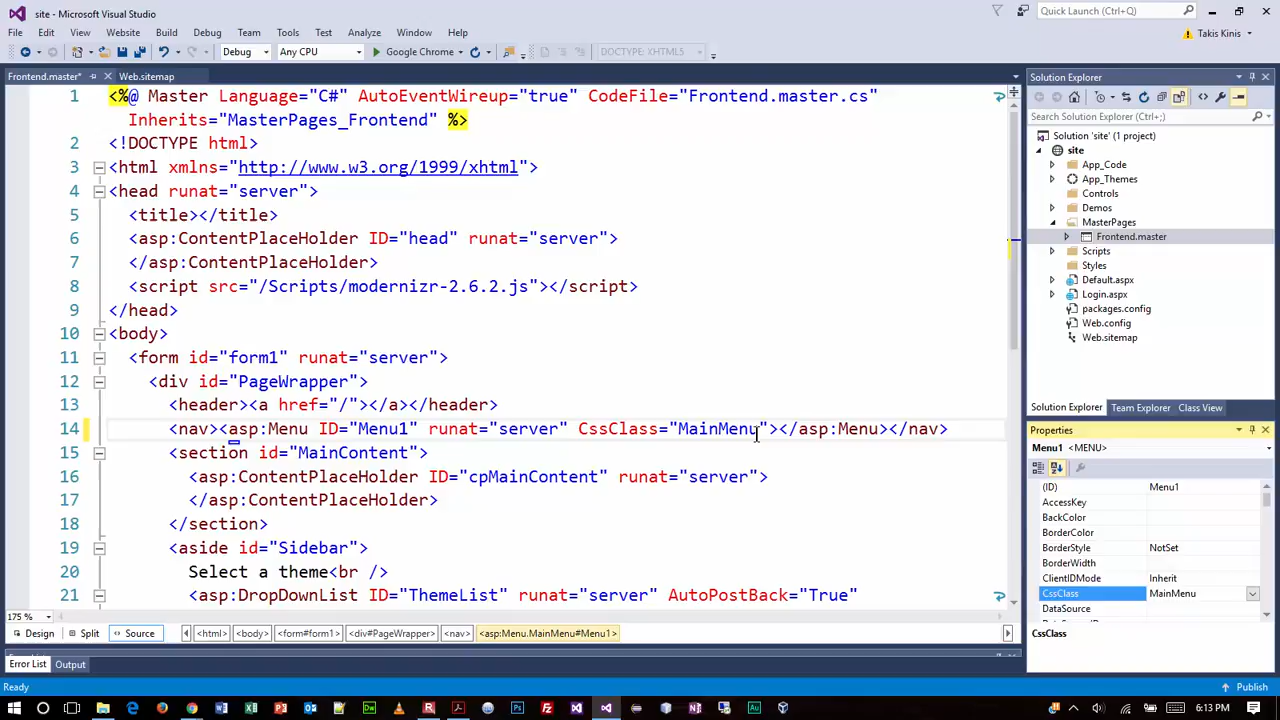 site - Microsoft Visual Studio
Quick Launch (Ctrl+Q)
File Edit View Website Build Debug Team Tools Test Analyze Window Help
Takis Kinis
Debug Any CPU Google Chrome DOCTYPE: XHTML5
Frontend.master* Web.sitemap
1 <%@ Master Language="C#" AutoEventWireup="true" CodeFile="Frontend.master.cs"
Inherits="MasterPages_Frontend" %>
2 <!DOCTYPE html>
3 <html xmlns="http://www.w3.org/1999/xhtml">
4 <head runat="server">
5 <title></title>
6 <asp:ContentPlaceHolder ID="head" runat="server">
7 </asp:ContentPlaceHolder>
8 <script src="/Scripts/modernizr-2.6.2.js"></script>
9 </head>
10 <body>
11 <form id="form1" runat="server">
12 <div id="PageWrapper">
13 <header><a href="/"></a></header>
14 <nav><asp:Menu ID="Menu1" runat="server" CssClass="MainMenu"></asp:Menu></nav>
15 <section id="MainContent">
16 <asp:ContentPlaceHolder ID="cpMainContent" runat="server">
17 </asp:ContentPlaceHolder>
18 </section>
19 <aside id="Sidebar">
20 Select a theme<br />
21 <asp:DropDownList ID="ThemeList" runat="server" AutoPostBack="True"
175 %
Design Split Source <html> <body> <form#form1> <div#PageWrapper> <nav> <asp:Menu.MainMenu#Menu1>
Error List Output
Ready
Solution Explorer
Search Solution Explorer (Ctrl+;)
Solution 'site' (1 project)
site
App_Code
App_Themes
Controls
Demos
MasterPages
Frontend.master
Scripts
Styles
Default.aspx
Login.aspx
packages.config
Web.config
Web.sitemap
Solution Explorer Team Explorer Class View
Properties
Menu1 <MENU>
(ID) Menu1
AccessKey
BackColor
BorderColor
BorderStyle NotSet
BorderWidth
ClientIDMode Inherit
CssClass MainMenu
DataSource
CssClass
Publish
6:13 PM